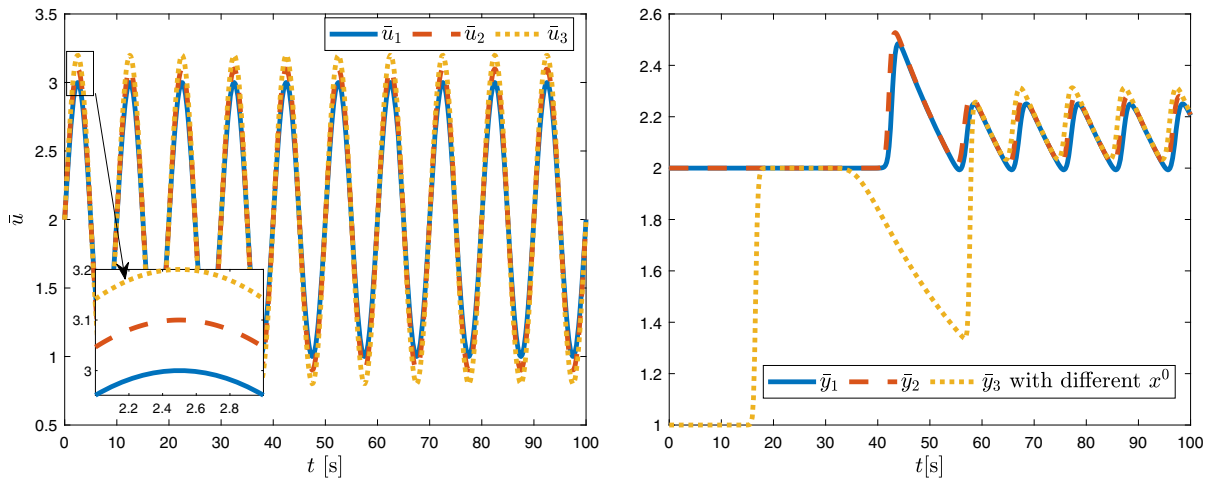 3.5
3
2.5
2
1.5
1
0.5
ū
ū₁ ū₂ ū₃
3.2
3.1
3
2.2 2.4 2.6 2.8
0 10 20 30 40 50 60 70 80 90 100
t [s]
2.6
2.4
2.2
2
1.8
1.6
1.4
1.2
1
ȳ₁ ȳ₂ ȳ₃ with different x⁰
0 10 20 30 40 50 60 70 80 90 100
t[s]